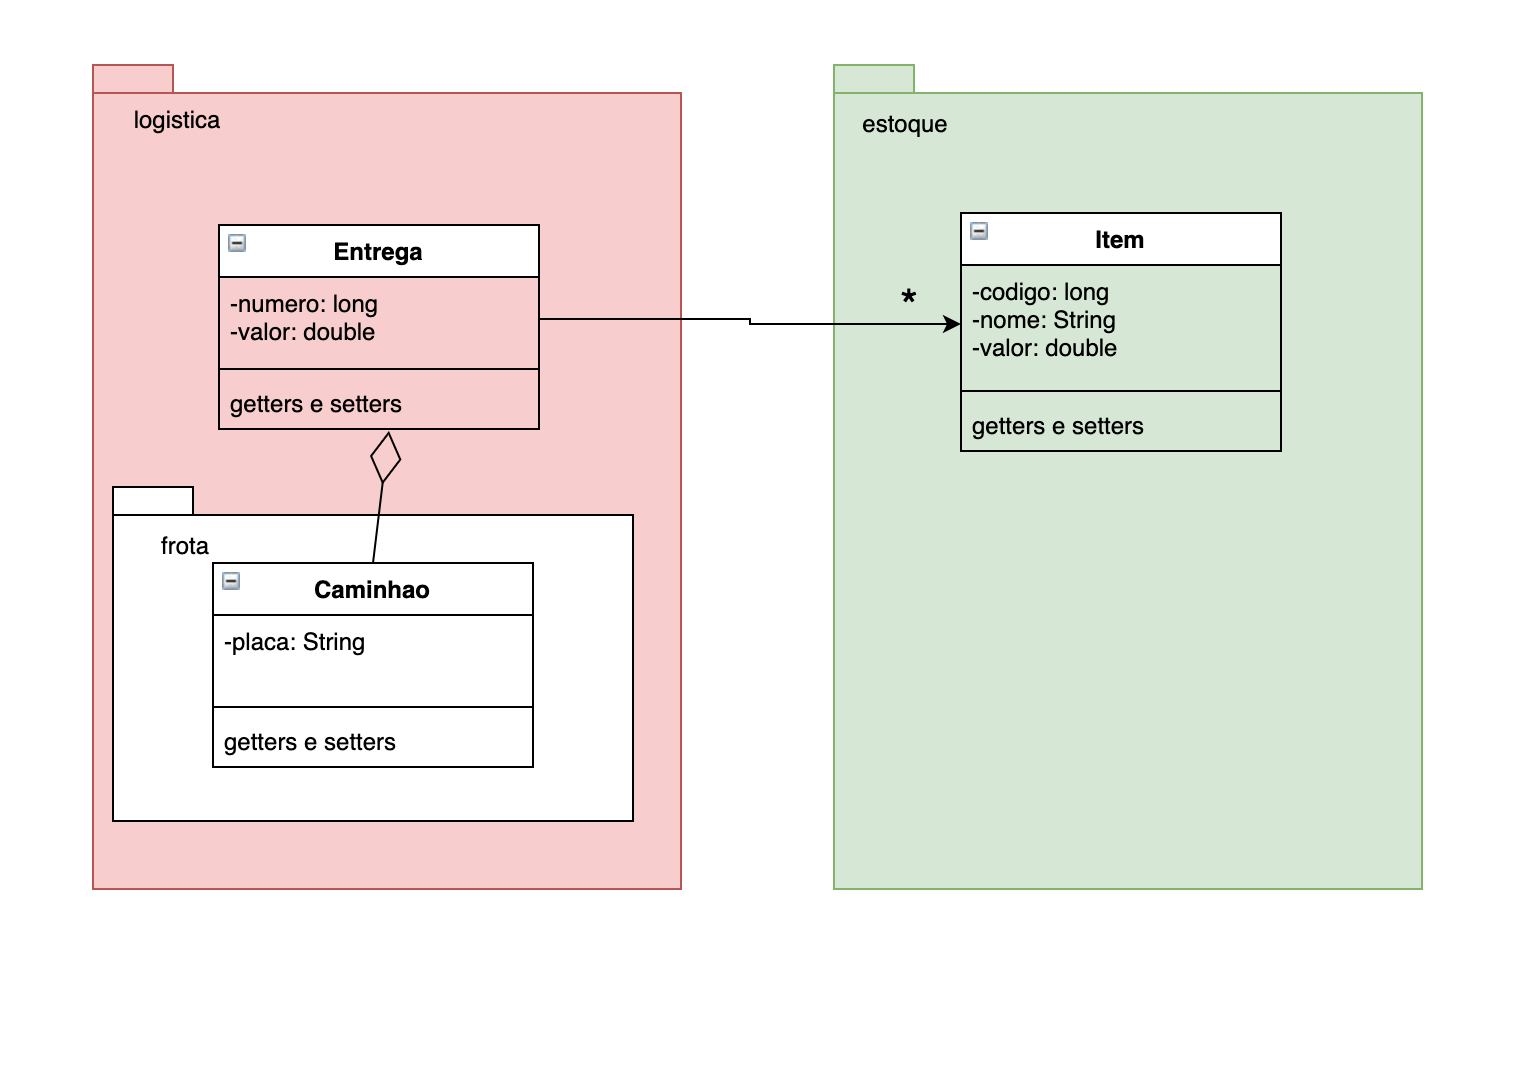 logistica
Entrega
-numero: long
-valor: double
getters e setters
frota
Caminhao
-placa: String
getters e setters
estoque
*
Item
-codigo: long
-nome: String
-valor: double
getters e setters